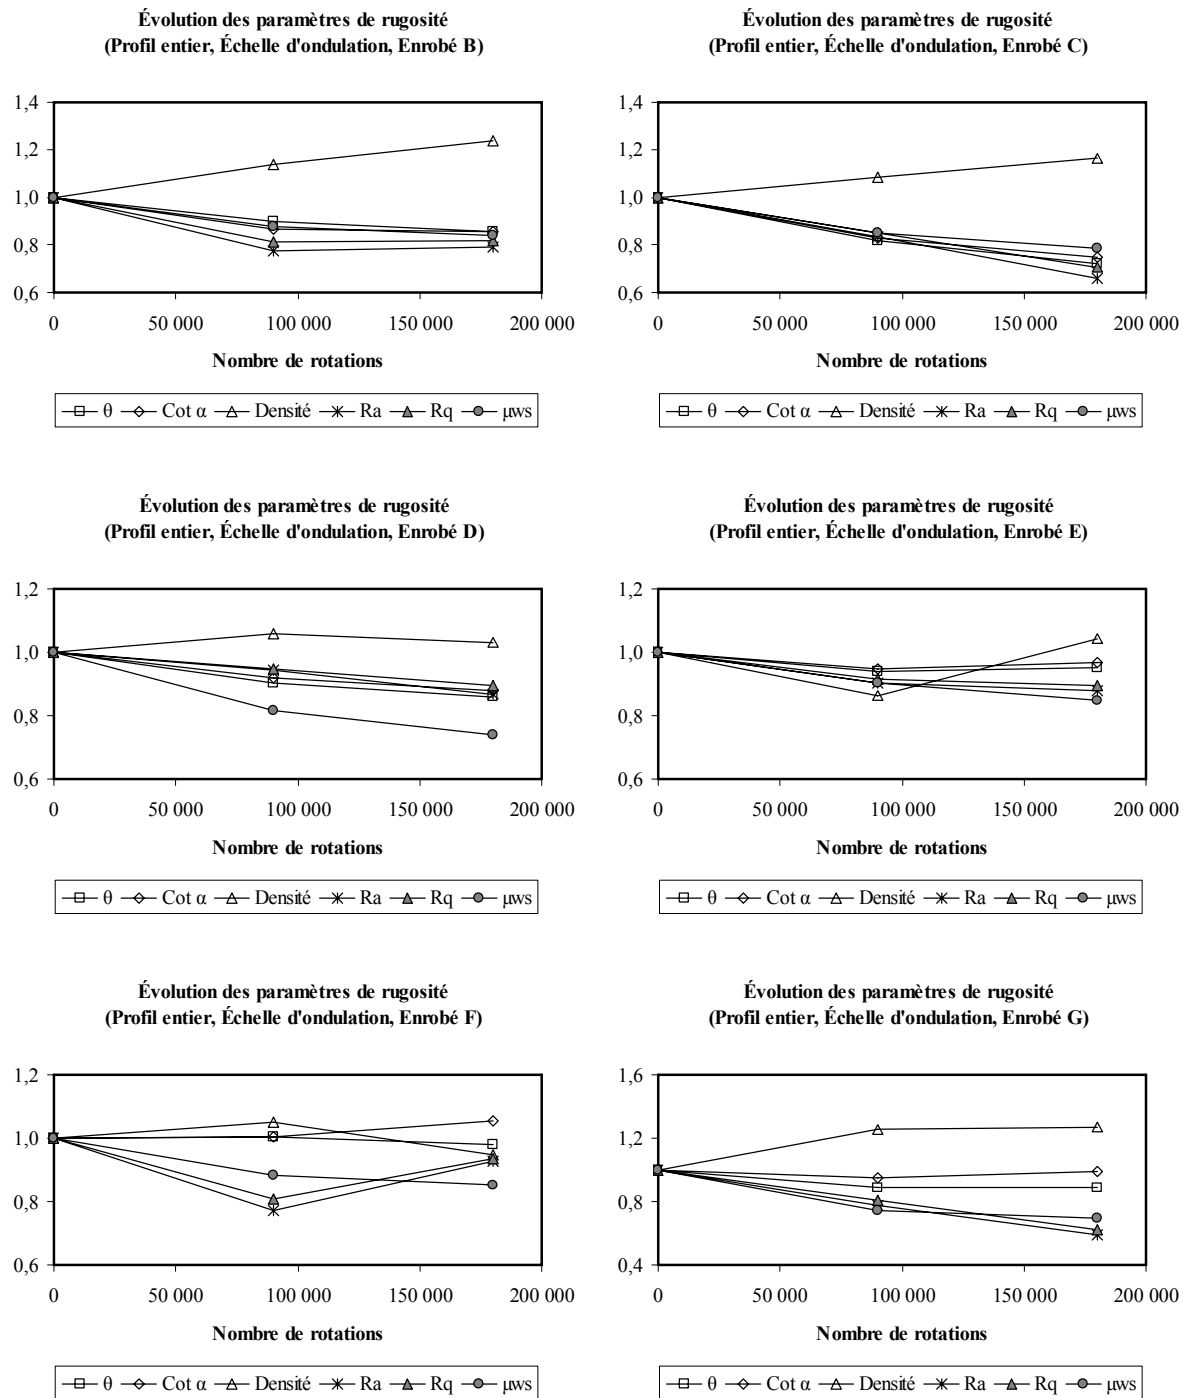 Évolution des paramètres de rugosité
(Profil entier, Échelle d'ondulation, Enrobé B)
1,4
1,2
1,0
0,8
0,6
0 50 000 100 000 150 000 200 000
Nombre de rotations
θ Cot α Densité Ra Rq μws
Évolution des paramètres de rugosité
(Profil entier, Échelle d'ondulation, Enrobé C)
1,4
1,2
1,0
0,8
0,6
0 50 000 100 000 150 000 200 000
Nombre de rotations
θ Cot α Densité Ra Rq μws
Évolution des paramètres de rugosité
(Profil entier, Échelle d'ondulation, Enrobé D)
1,2
1,0
0,8
0,6
0 50 000 100 000 150 000 200 000
Nombre de rotations
θ Cot α Densité Ra Rq μws
Évolution des paramètres de rugosité
(Profil entier, Échelle d'ondulation, Enrobé E)
1,2
1,0
0,8
0,6
0 50 000 100 000 150 000 200 000
Nombre de rotations
θ Cot α Densité Ra Rq μws
Évolution des paramètres de rugosité
(Profil entier, Échelle d'ondulation, Enrobé F)
1,2
1,0
0,8
0,6
0 50 000 100 000 150 000 200 000
Nombre de rotations
θ Cot α Densité Ra Rq μws
Évolution des paramètres de rugosité
(Profil entier, Échelle d'ondulation, Enrobé G)
1,6
1,2
0,8
0,4
0 50 000 100 000 150 000 200 000
Nombre de rotations
θ Cot α Densité Ra Rq μws